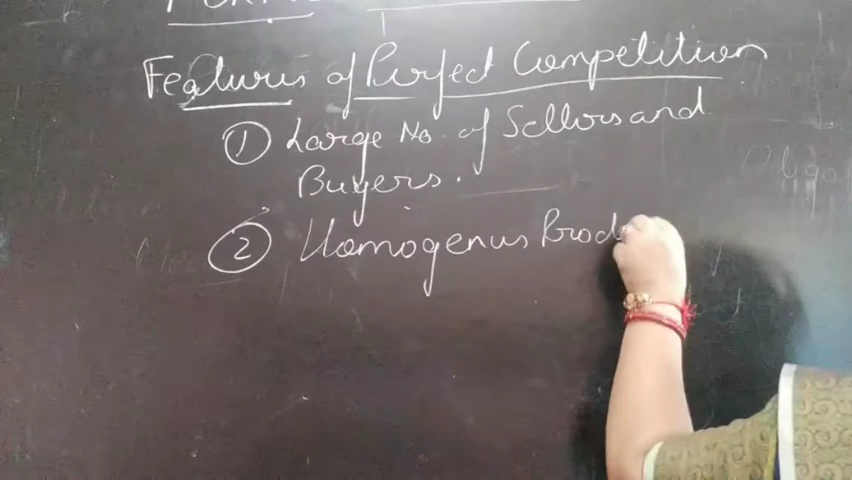 Features of Perfect Competition
① Large No. of Sellers and
Buyers.
② Homogenus Prod